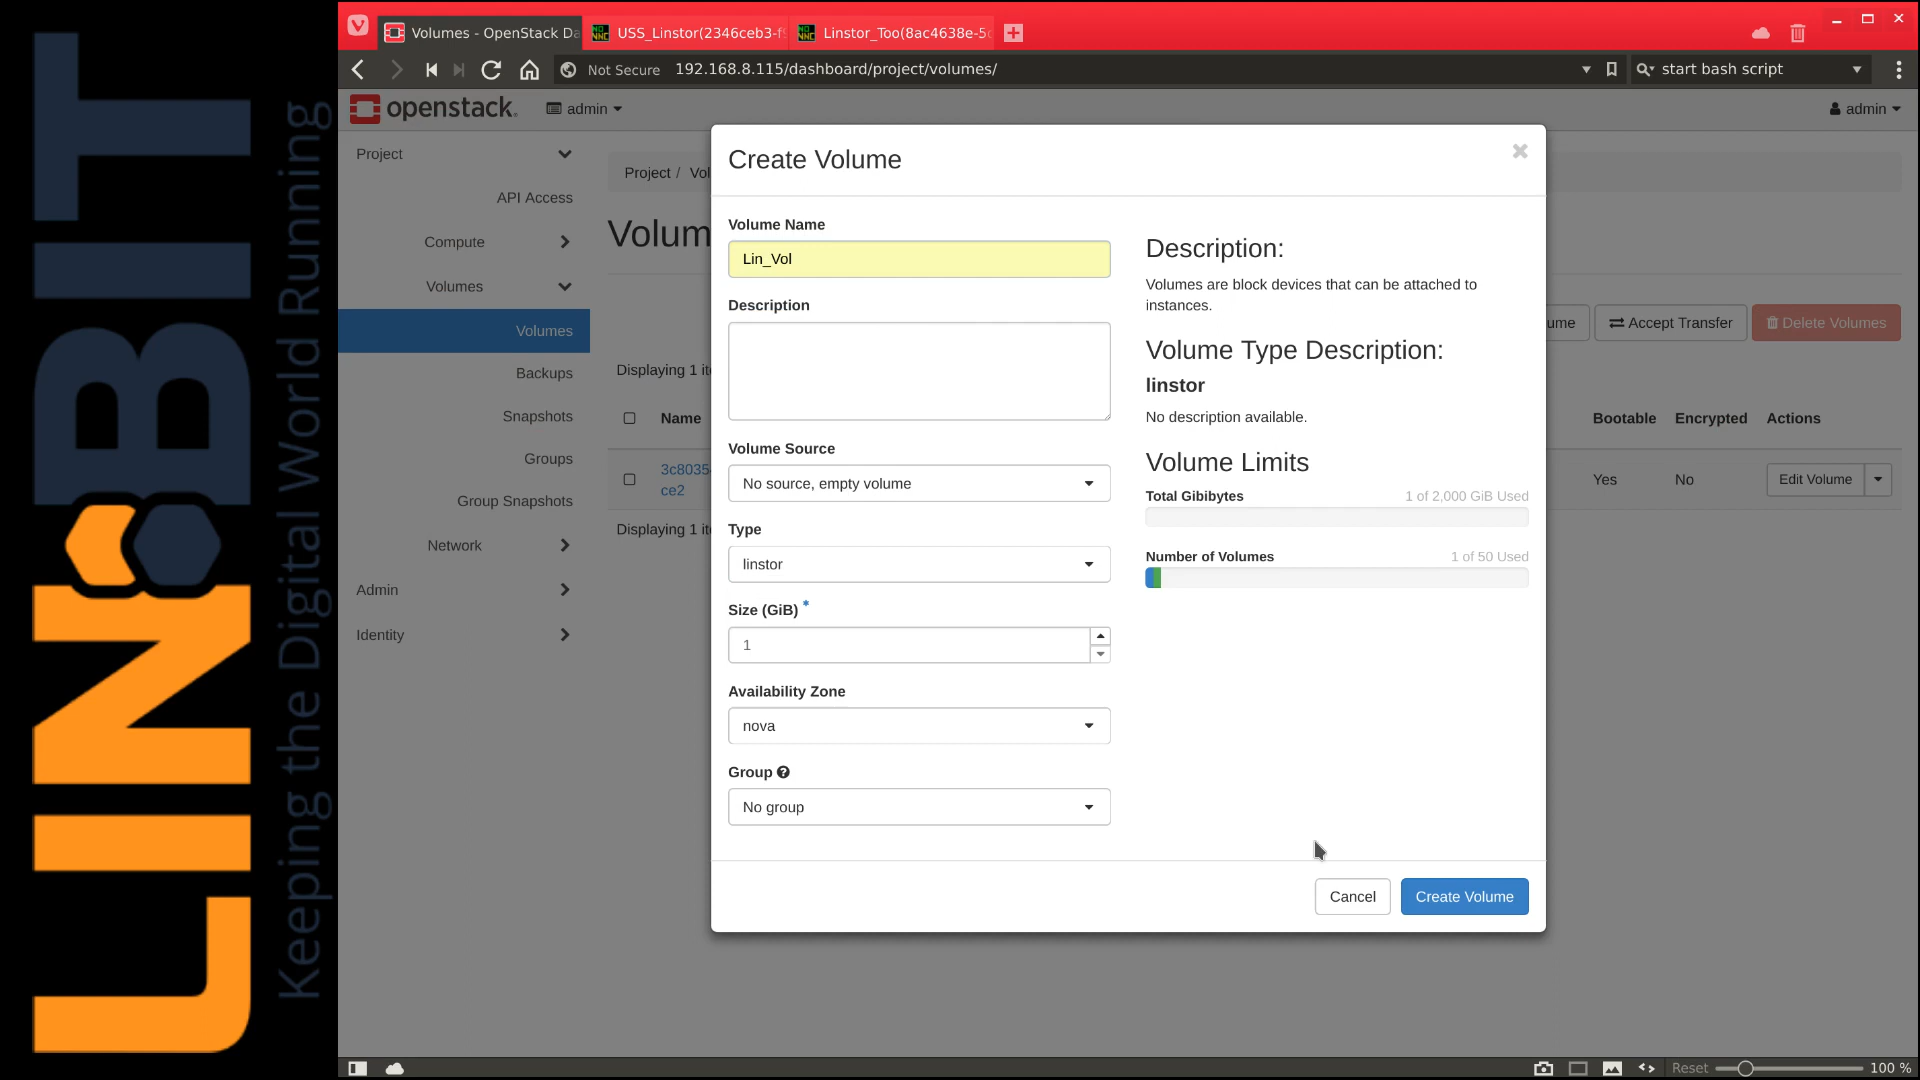 LINBIT
Keeping the Digital World Running
Volumes - OpenStack Da
USS_Linstor(2346ceb3-f
Linstor_Too(8ac4638e-5
Not Secure
192.168.8.115/dashboard/project/volumes/
start bash script
openstack.
admin
admin
Project
API Access
Compute
Volumes
Volumes
Backups
Snapshots
Groups
Group Snapshots
Network
Admin
Identity
Project / Vol
Volum
ume
Accept Transfer
Delete Volumes
Displaying 1 it
Name
Bootable
Encrypted
Actions
3c8035
ce2
Yes
No
Edit Volume
Displaying 1 it
Create Volume
Volume Name
Lin_Vol
Description
Volume Source
No source, empty volume
Type
linstor
Size (GiB) *
1
Availability Zone
nova
Group
No group
Description:
Volumes are block devices that can be attached to
instances.
Volume Type Description:
linstor
No description available.
Volume Limits
Total Gibibytes
1 of 2,000 GiB Used
Number of Volumes
1 of 50 Used
Cancel
Create Volume
Reset
100 %